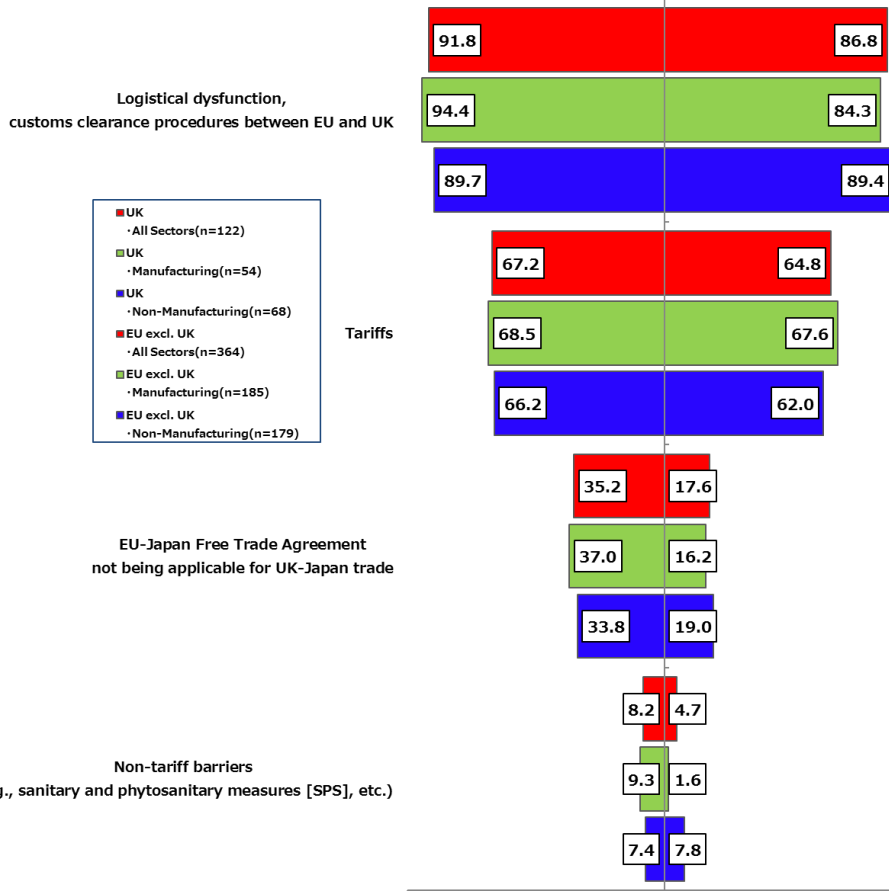 91.8 86.8
Logistical dysfunction,
customs clearance procedures between EU and UK
94.4 84.3
89.7 89.4
UK
・All Sectors(n=122)
UK
・Manufacturing(n=54)
UK
・Non-Manufacturing(n=68)
EU excl. UK
・All Sectors(n=364)
EU excl. UK
・Manufacturing(n=185)
EU excl. UK
・Non-Manufacturing(n=179)
67.2 64.8
Tariffs
68.5 67.6
66.2 62.0
35.2 17.6
EU-Japan Free Trade Agreement
not being applicable for UK-Japan trade
37.0 16.2
33.8 19.0
8.2 4.7
Non-tariff barriers
g., sanitary and phytosanitary measures [SPS], etc.)
9.3 1.6
7.4 7.8